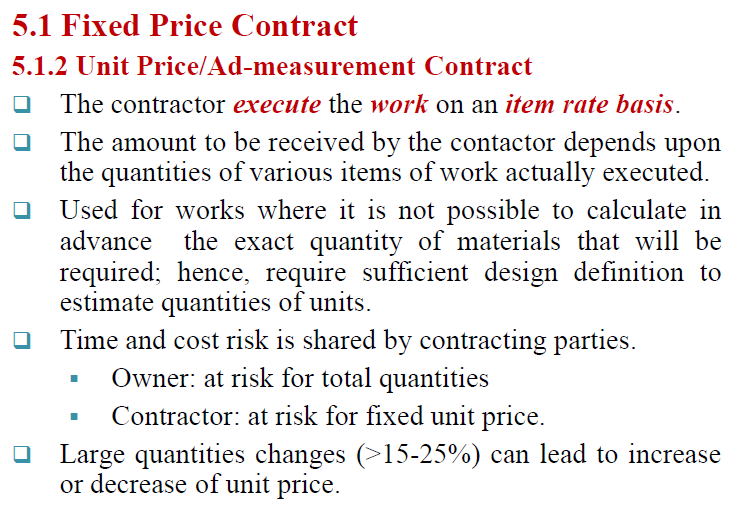 5.1 Fixed Price Contract
5.1.2 Unit Price/Ad-measurement Contract
❑ The contractor execute the work on an item rate basis.
❑ The amount to be received by the contactor depends upon
the quantities of various items of work actually executed.
❑ Used for works where it is not possible to calculate in
advance the exact quantity of materials that will be
required; hence, require sufficient design definition to
estimate quantities of units.
❑ Time and cost risk is shared by contracting parties.
▪ Owner: at risk for total quantities
▪ Contractor: at risk for fixed unit price.
❑ Large quantities changes (>15-25%) can lead to increase
or decrease of unit price.